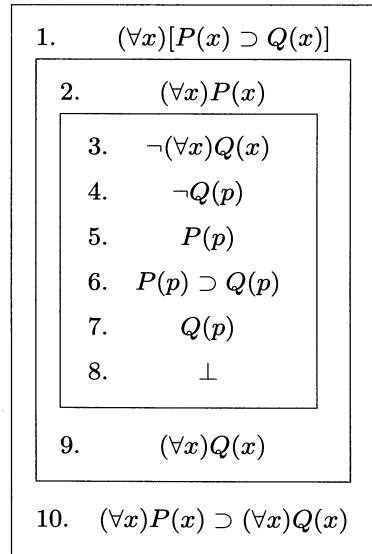 1. (∀x)[P(x) ⊃ Q(x)]
2. (∀x)P(x)
3. ¬(∀x)Q(x)
4. ¬Q(p)
5. P(p)
6. P(p) ⊃ Q(p)
7. Q(p)
8. ⊥
9. (∀x)Q(x)
10. (∀x)P(x) ⊃ (∀x)Q(x)